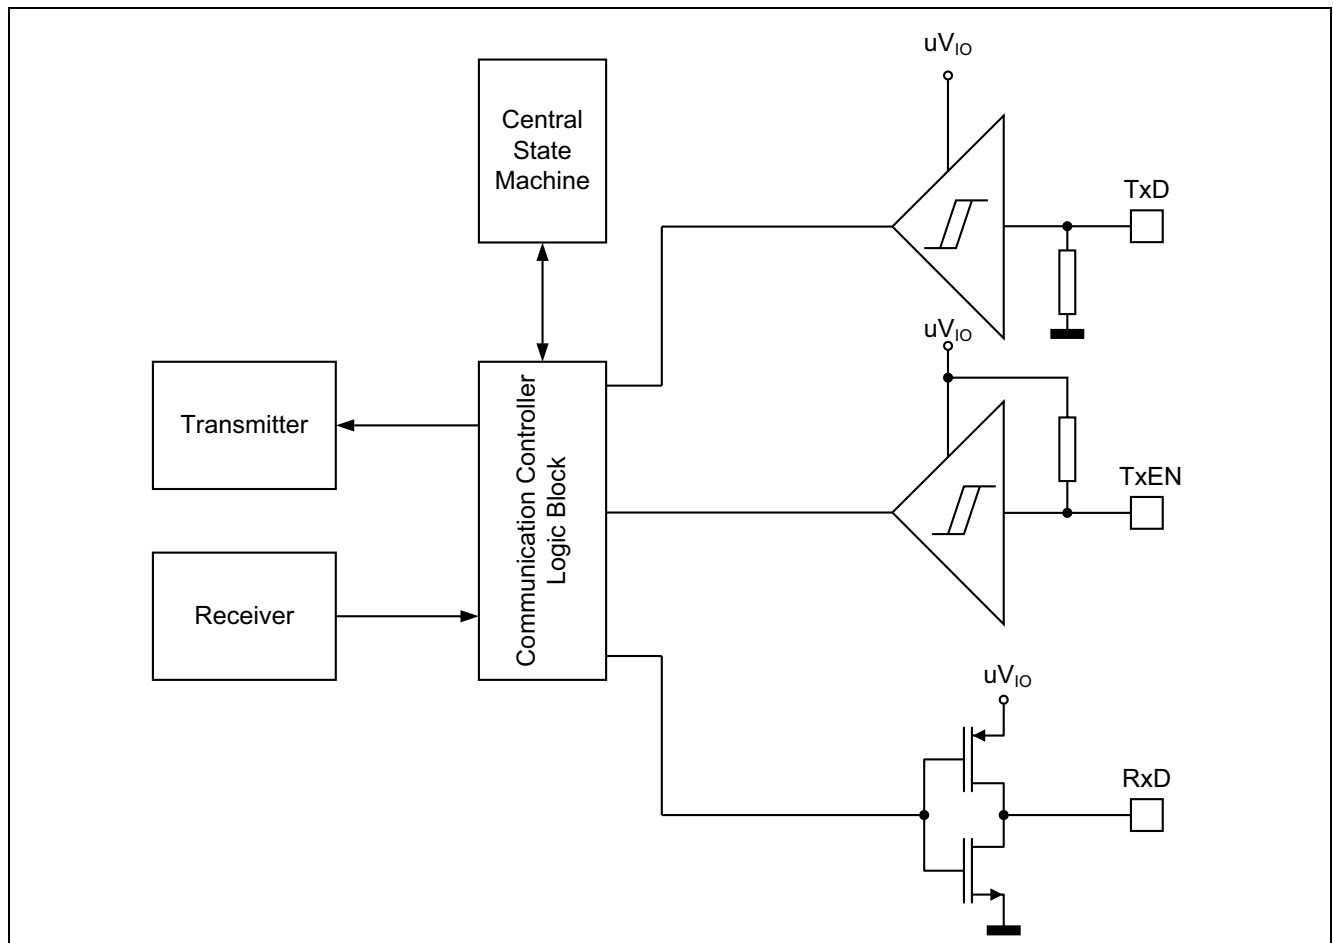 uV_IO
Central
State
Machine
TxD
uV_IO
Transmitter
Communication Controller
Logic Block
TxEN
Receiver
uV_IO
RxD